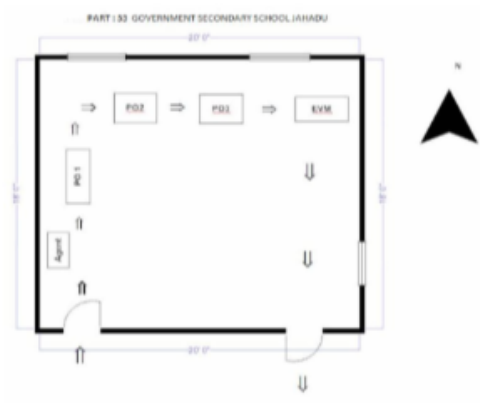 PART : 53 GOVERNMENT SECONDARY SCHOOL JAHADU
N
PO2
PO3
EVM
PO 1
Agent